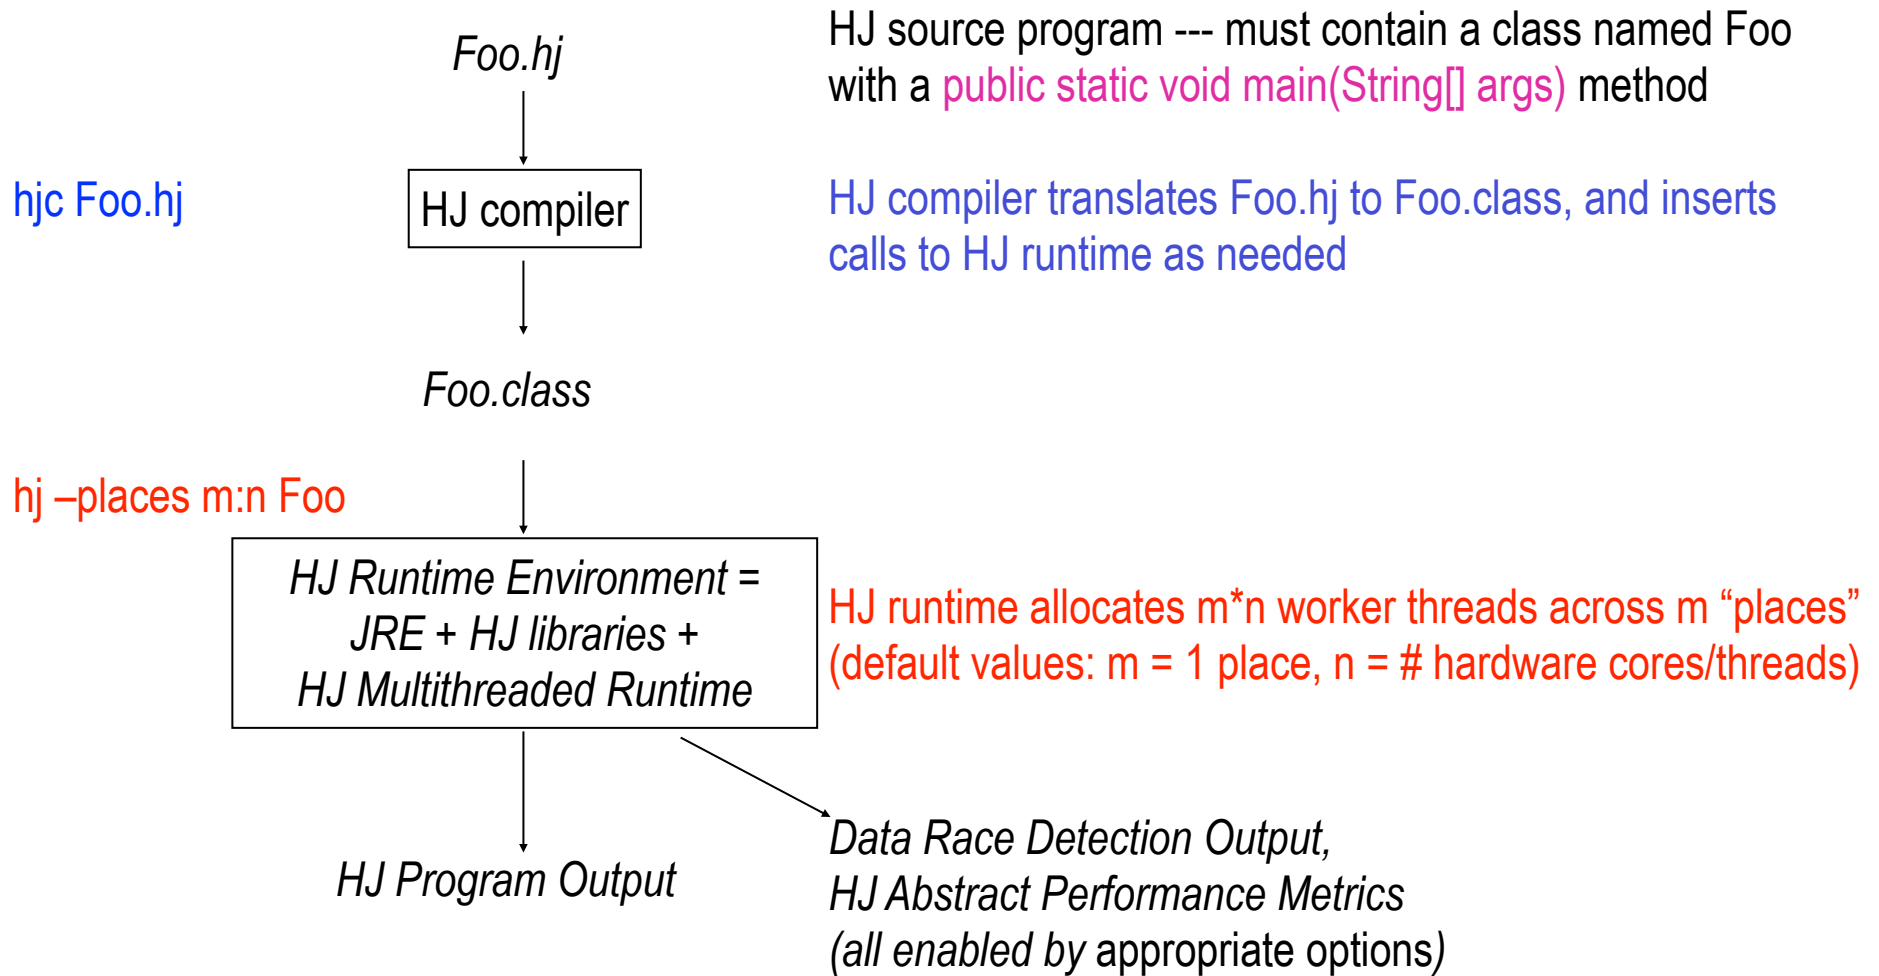 Foo.hj
HJ source program --- must contain a class named Foo
with a public static void main(String[] args) method
hjc Foo.hj
HJ compiler
HJ compiler translates Foo.hj to Foo.class, and inserts
calls to HJ runtime as needed
Foo.class
hj –places m:n Foo
HJ Runtime Environment =
JRE + HJ libraries +
HJ Multithreaded Runtime
HJ runtime allocates m*n worker threads across m “places”
(default values: m = 1 place, n = # hardware cores/threads)
HJ Program Output
Data Race Detection Output,
HJ Abstract Performance Metrics
(all enabled by appropriate options)